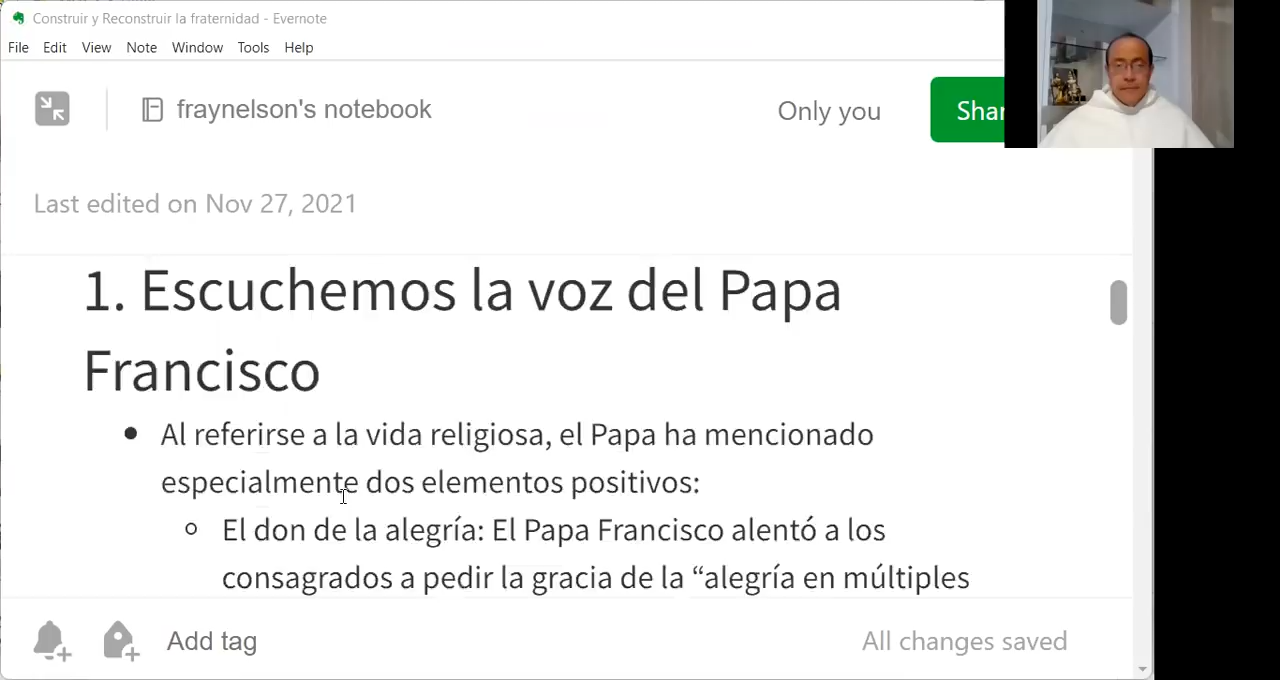 Construir y Reconstruir la fraternidad - Evernote
File Edit View Note Window Tools Help
fraynelson's notebook
Only you
Shar
Last edited on Nov 27, 2021
1. Escuchemos la voz del Papa
Francisco
• Al referirse a la vida religiosa, el Papa ha mencionado
especialmente dos elementos positivos:
○ El don de la alegría: El Papa Francisco alentó a los
consagrados a pedir la gracia de la “alegría en múltiples
Add tag
All changes saved